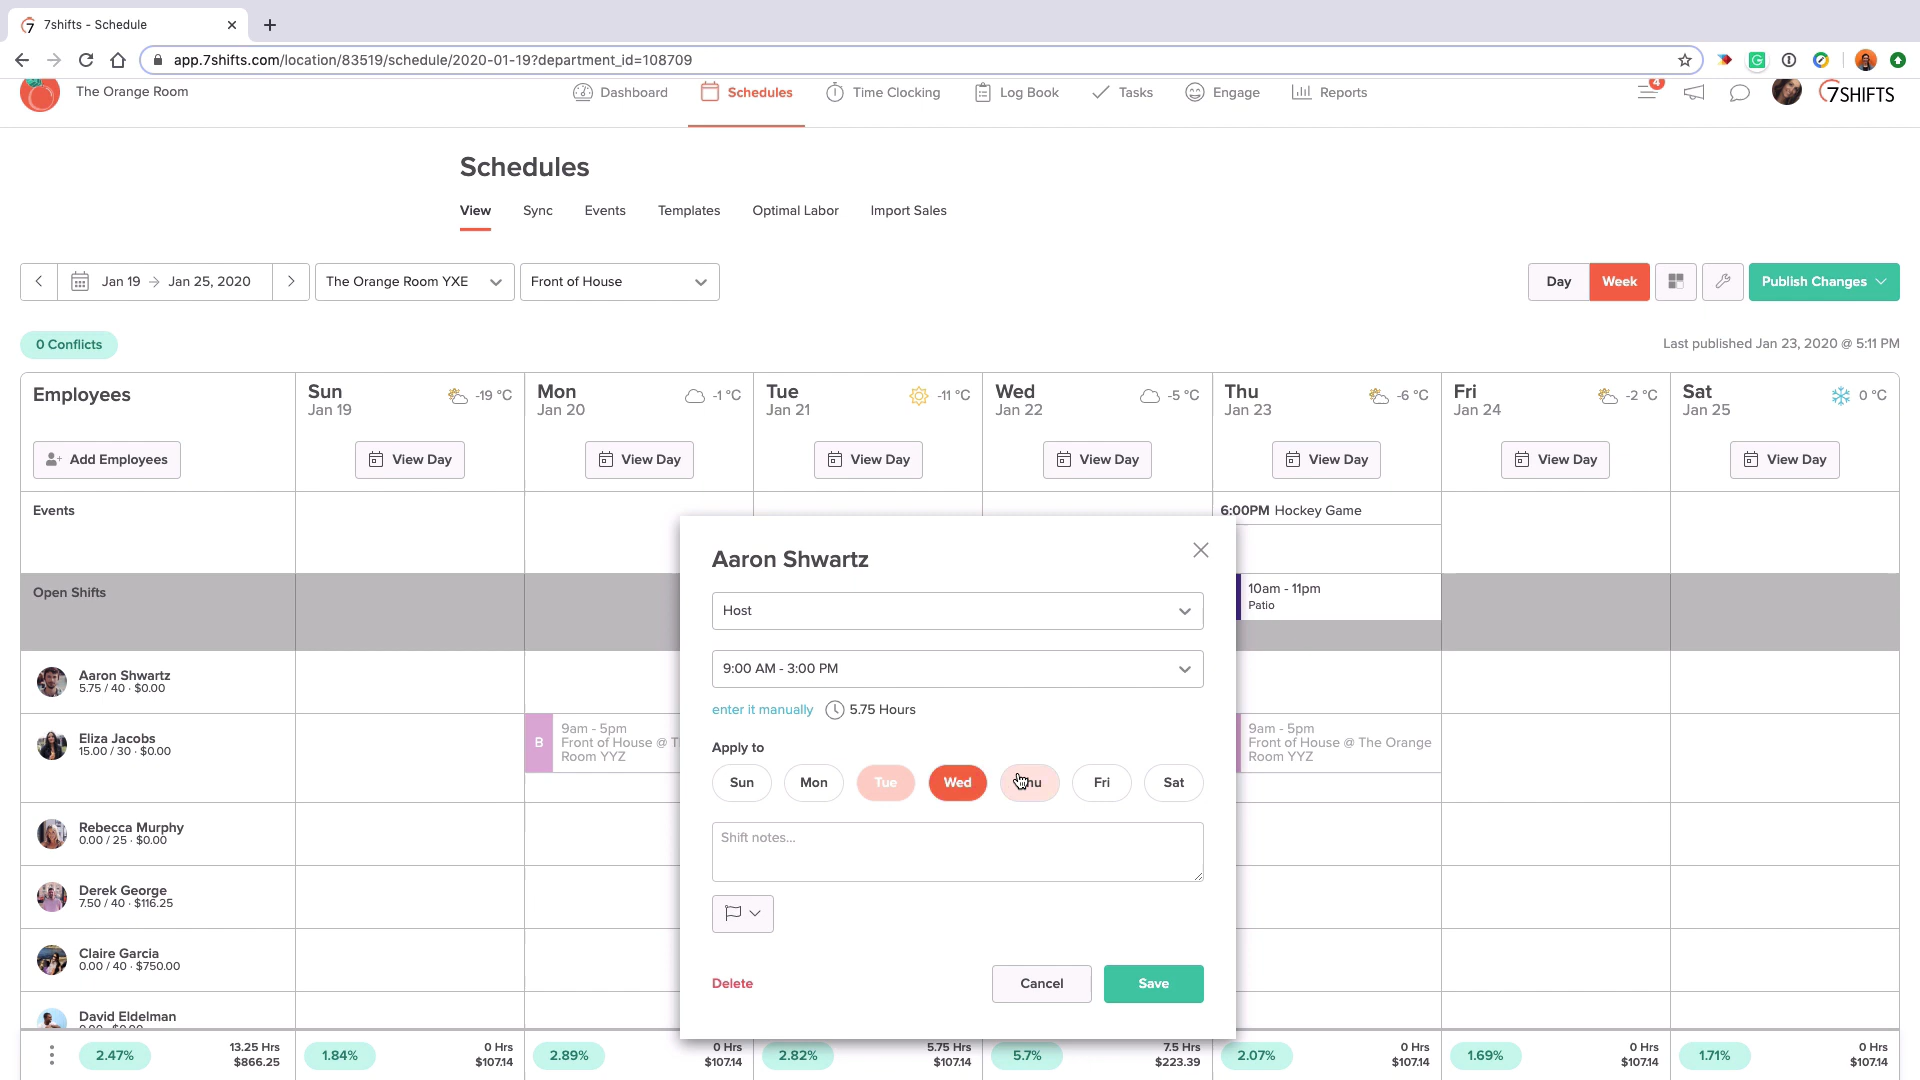 7shifts - Schedule
app.7shifts.com/location/83519/schedule/2020-01-19?department_id=108709
The Orange Room
Dashboard
Schedules
Time Clocking
Log Book
Tasks
Engage
Reports
4
7SHIFTS
Schedules
View
Sync
Events
Templates
Optimal Labor
Import Sales
Jan 19 → Jan 25, 2020
The Orange Room YXE
Front of House
Day
Week
Publish Changes
0 Conflicts
Last published Jan 23, 2020 @ 5:11 PM
Employees
Add Employees
Sun
Jan 19
-19 °C
View Day
Mon
Jan 20
-1 °C
View Day
Tue
Jan 21
-11 °C
View Day
Wed
Jan 22
-5 °C
View Day
Thu
Jan 23
-6 °C
View Day
Fri
Jan 24
-2 °C
View Day
Sat
Jan 25
0 °C
View Day
Events
6:00PM Hockey Game
Open Shifts
10am - 11pm
Patio
Aaron Shwartz
5.75 / 40 · $0.00
Eliza Jacobs
15.00 / 30 · $0.00
B
9am - 5pm
Front of House @ T
Room YYZ
9am - 5pm
Front of House @ The Orange
Room YYZ
Rebecca Murphy
0.00 / 25 · $0.00
Derek George
7.50 / 40 · $116.25
Claire Garcia
0.00 / 40 · $750.00
David Eldelman
Aaron Shwartz
Host
9:00 AM - 3:00 PM
enter it manually
5.75 Hours
Apply to
Sun
Mon
Tue
Wed
hu
Fri
Sat
Shift notes...
Delete
Cancel
Save
2.47%
13.25 Hrs
$866.25
1.84%
0 Hrs
$107.14
2.89%
0 Hrs
$107.14
2.82%
5.75 Hrs
$107.14
5.7%
7.5 Hrs
$223.39
2.07%
0 Hrs
$107.14
1.69%
0 Hrs
$107.14
1.71%
0 Hrs
$107.14